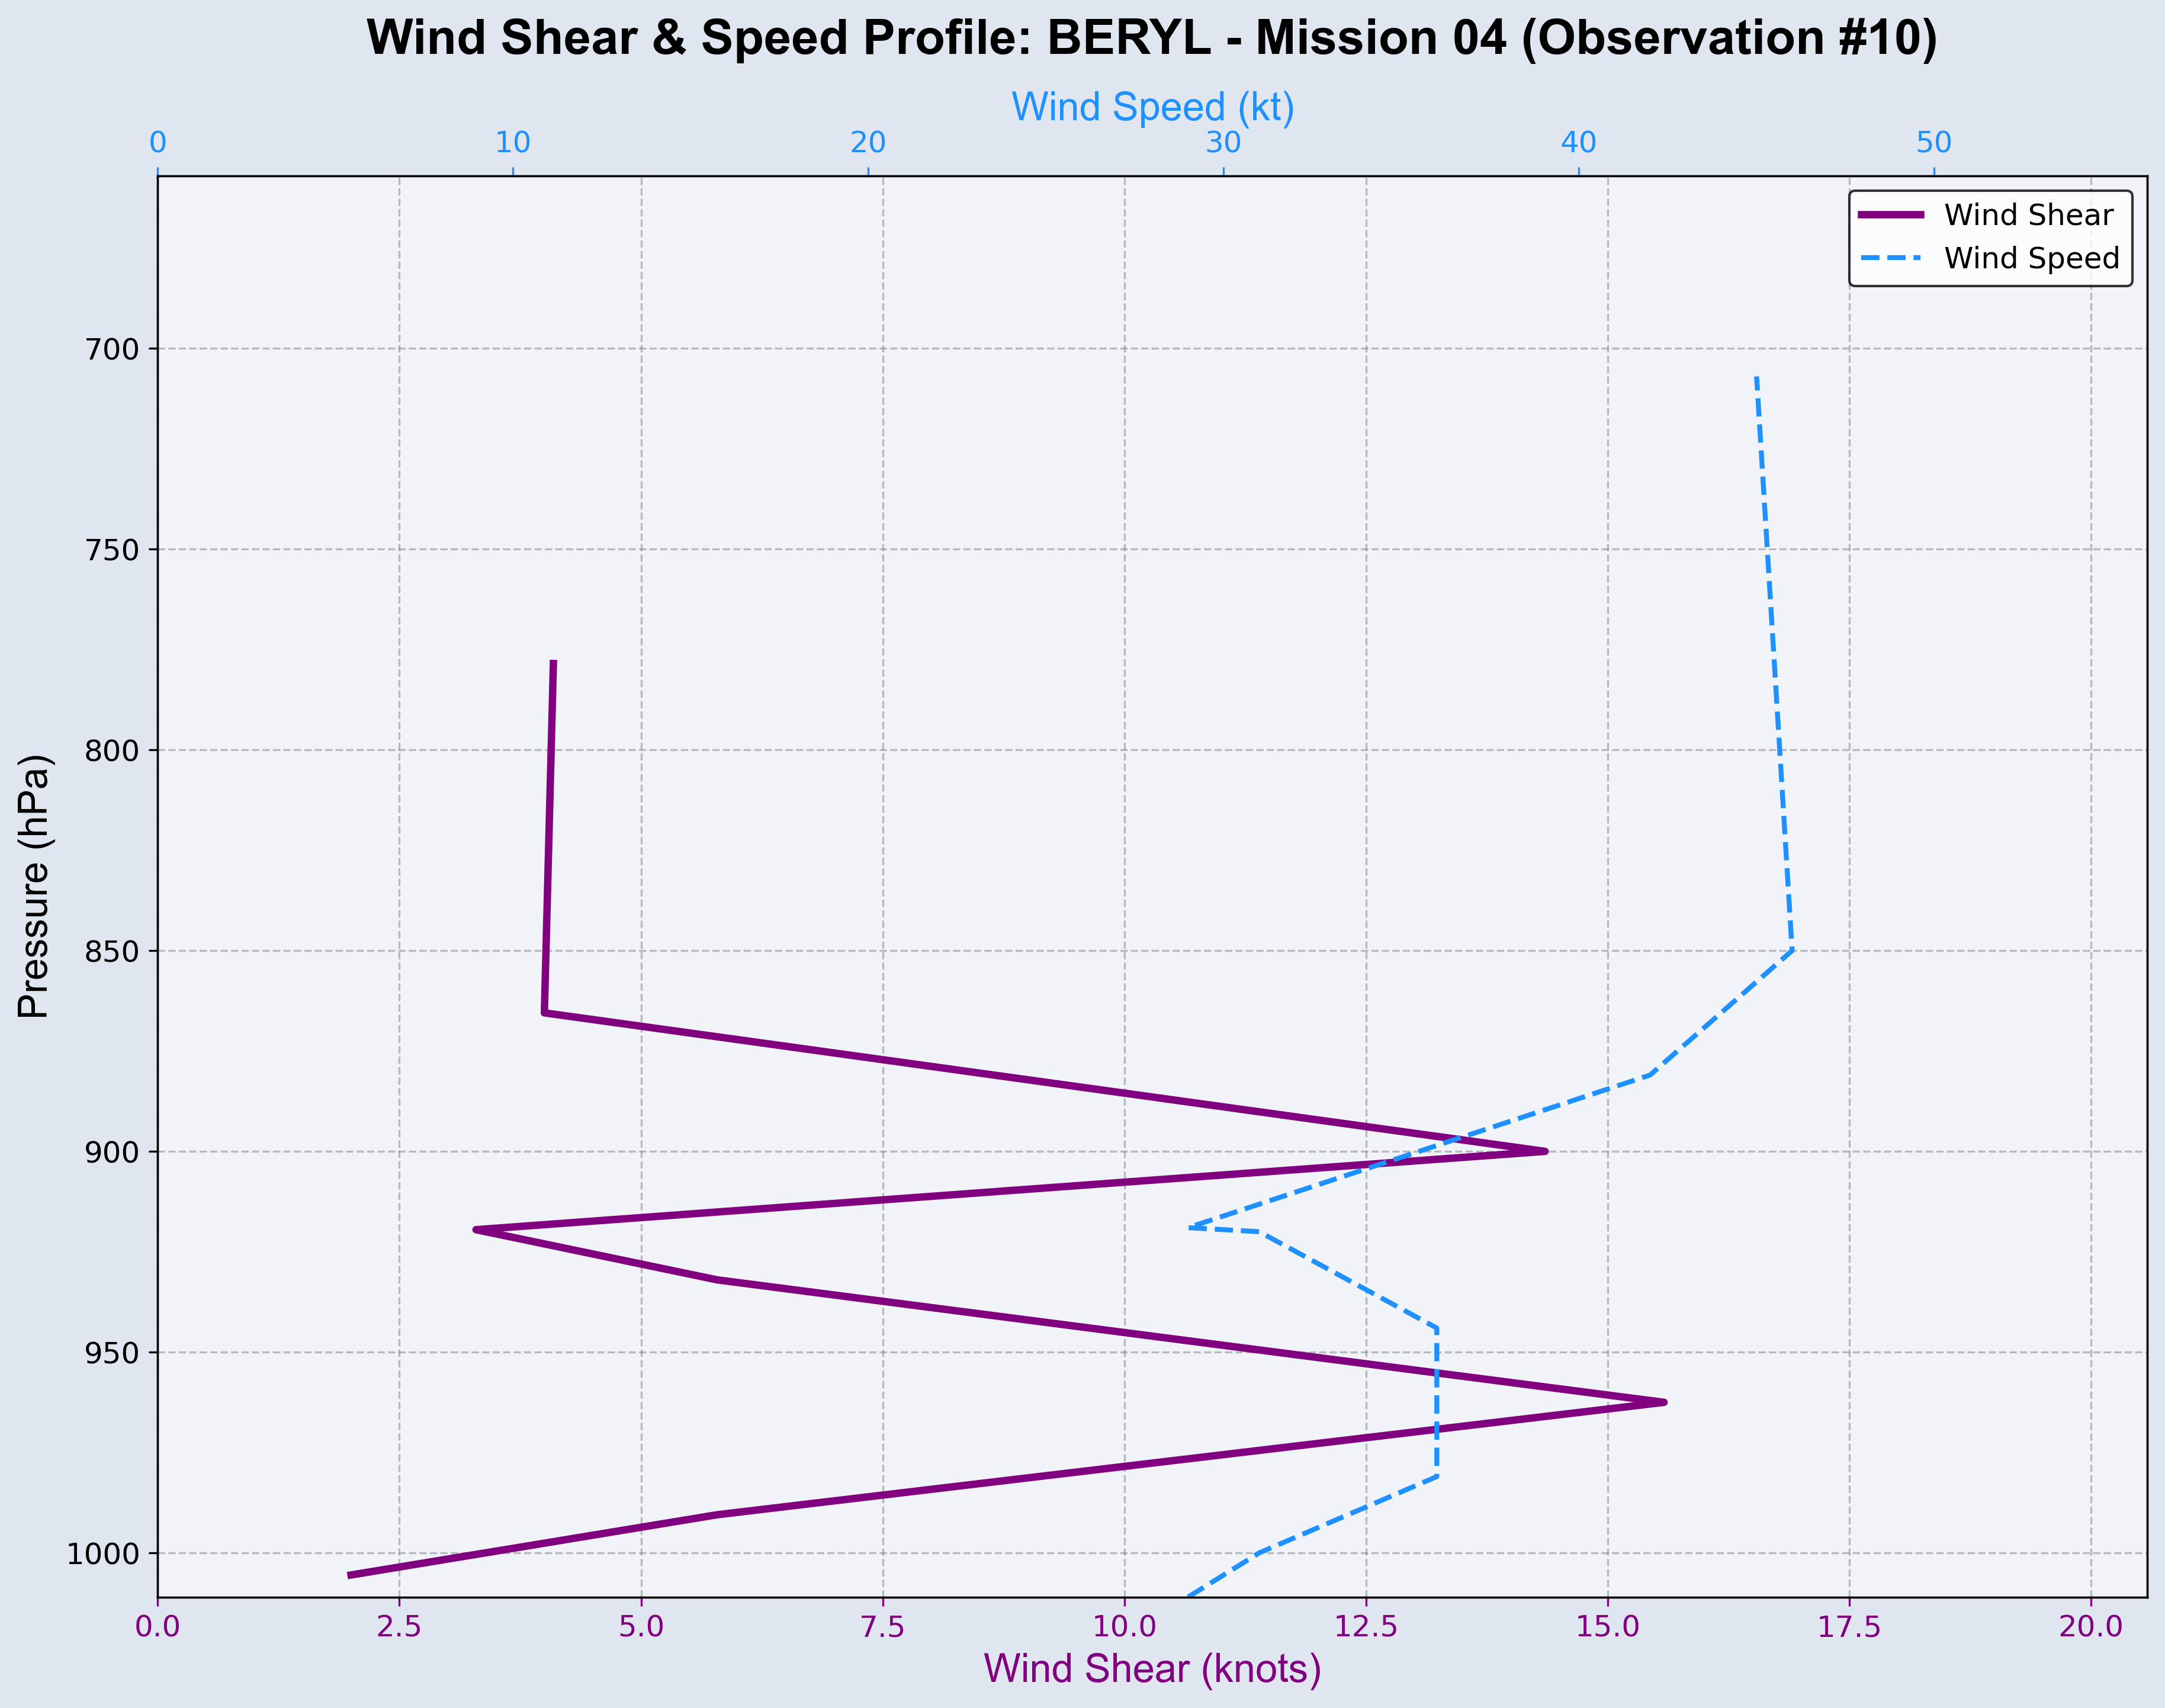 Wind Shear & Speed Profile: BERYL - Mission 04 (Observation #10)
Wind Speed (kt)
0 10 20 30 40 50
Wind Shear
Wind Speed
700
750
800
850
900
950
1000
Pressure (hPa)
0.0 2.5 5.0 7.5 10.0 12.5 15.0 17.5 20.0
Wind Shear (knots)